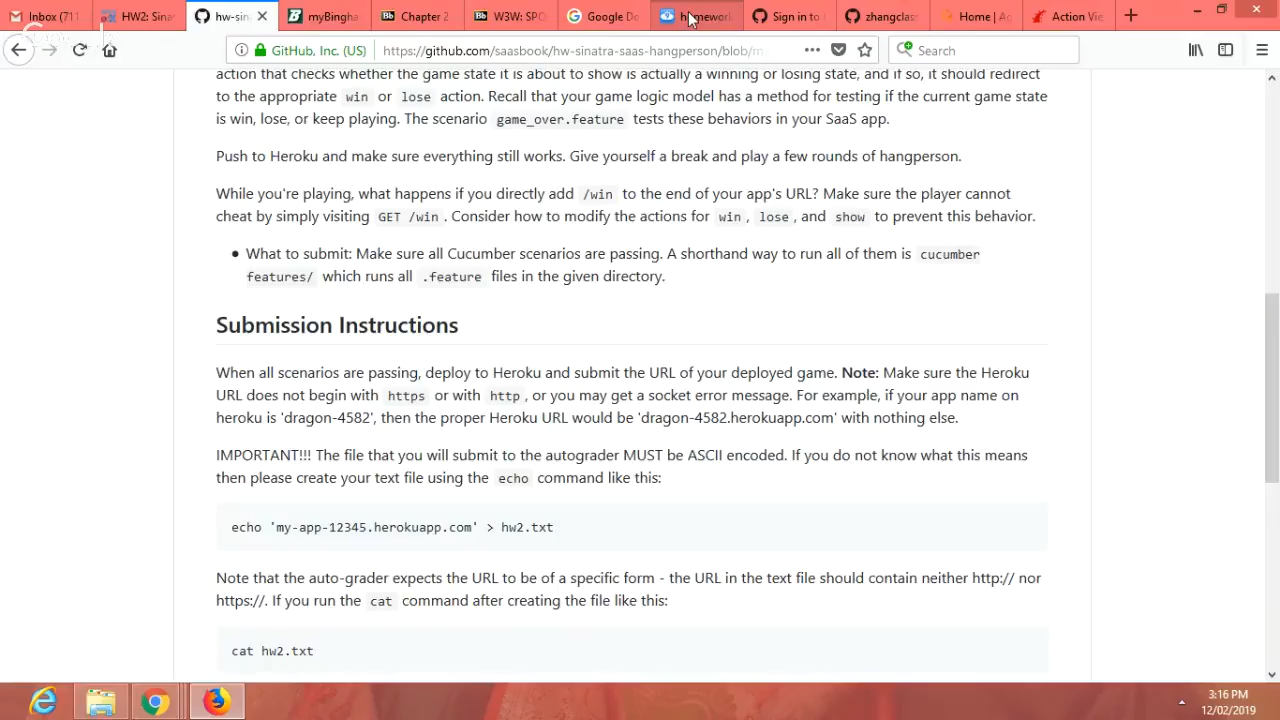 Inbox (711
HW2: Sina
hw-sin
myBingha
Chapter 2
W3W: SPO
Google Do
homework
Sign in to
zhangclas
Home | A
Action Vie
GitHub, Inc. (US)
https://github.com/saasbook/hw-sinatra-saas-hangperson/blob/m
Search
action that checks whether the game state it is about to show is actually a winning or losing state, and if so, it should redirect
to the appropriate win or lose action. Recall that your game logic model has a method for testing if the current game state
is win, lose, or keep playing. The scenario game_over.feature tests these behaviors in your SaaS app.
Push to Heroku and make sure everything still works. Give yourself a break and play a few rounds of hangperson.
While you're playing, what happens if you directly add /win to the end of your app's URL? Make sure the player cannot
cheat by simply visiting GET /win. Consider how to modify the actions for win, lose, and show to prevent this behavior.
• What to submit: Make sure all Cucumber scenarios are passing. A shorthand way to run all of them is cucumber
features/ which runs all .feature files in the given directory.
Submission Instructions
When all scenarios are passing, deploy to Heroku and submit the URL of your deployed game. Note: Make sure the Heroku
URL does not begin with https or with http, or you may get a socket error message. For example, if your app name on
heroku is 'dragon-4582', then the proper Heroku URL would be 'dragon-4582.herokuapp.com' with nothing else.
IMPORTANT!!! The file that you will submit to the autograder MUST be ASCII encoded. If you do not know what this means
then please create your text file using the echo command like this:
echo 'my-app-12345.herokuapp.com' > hw2.txt
Note that the auto-grader expects the URL to be of a specific form - the URL in the text file should contain neither http:// nor
https://. If you run the cat command after creating the file like this:
cat hw2.txt
3:16 PM
12/02/2019